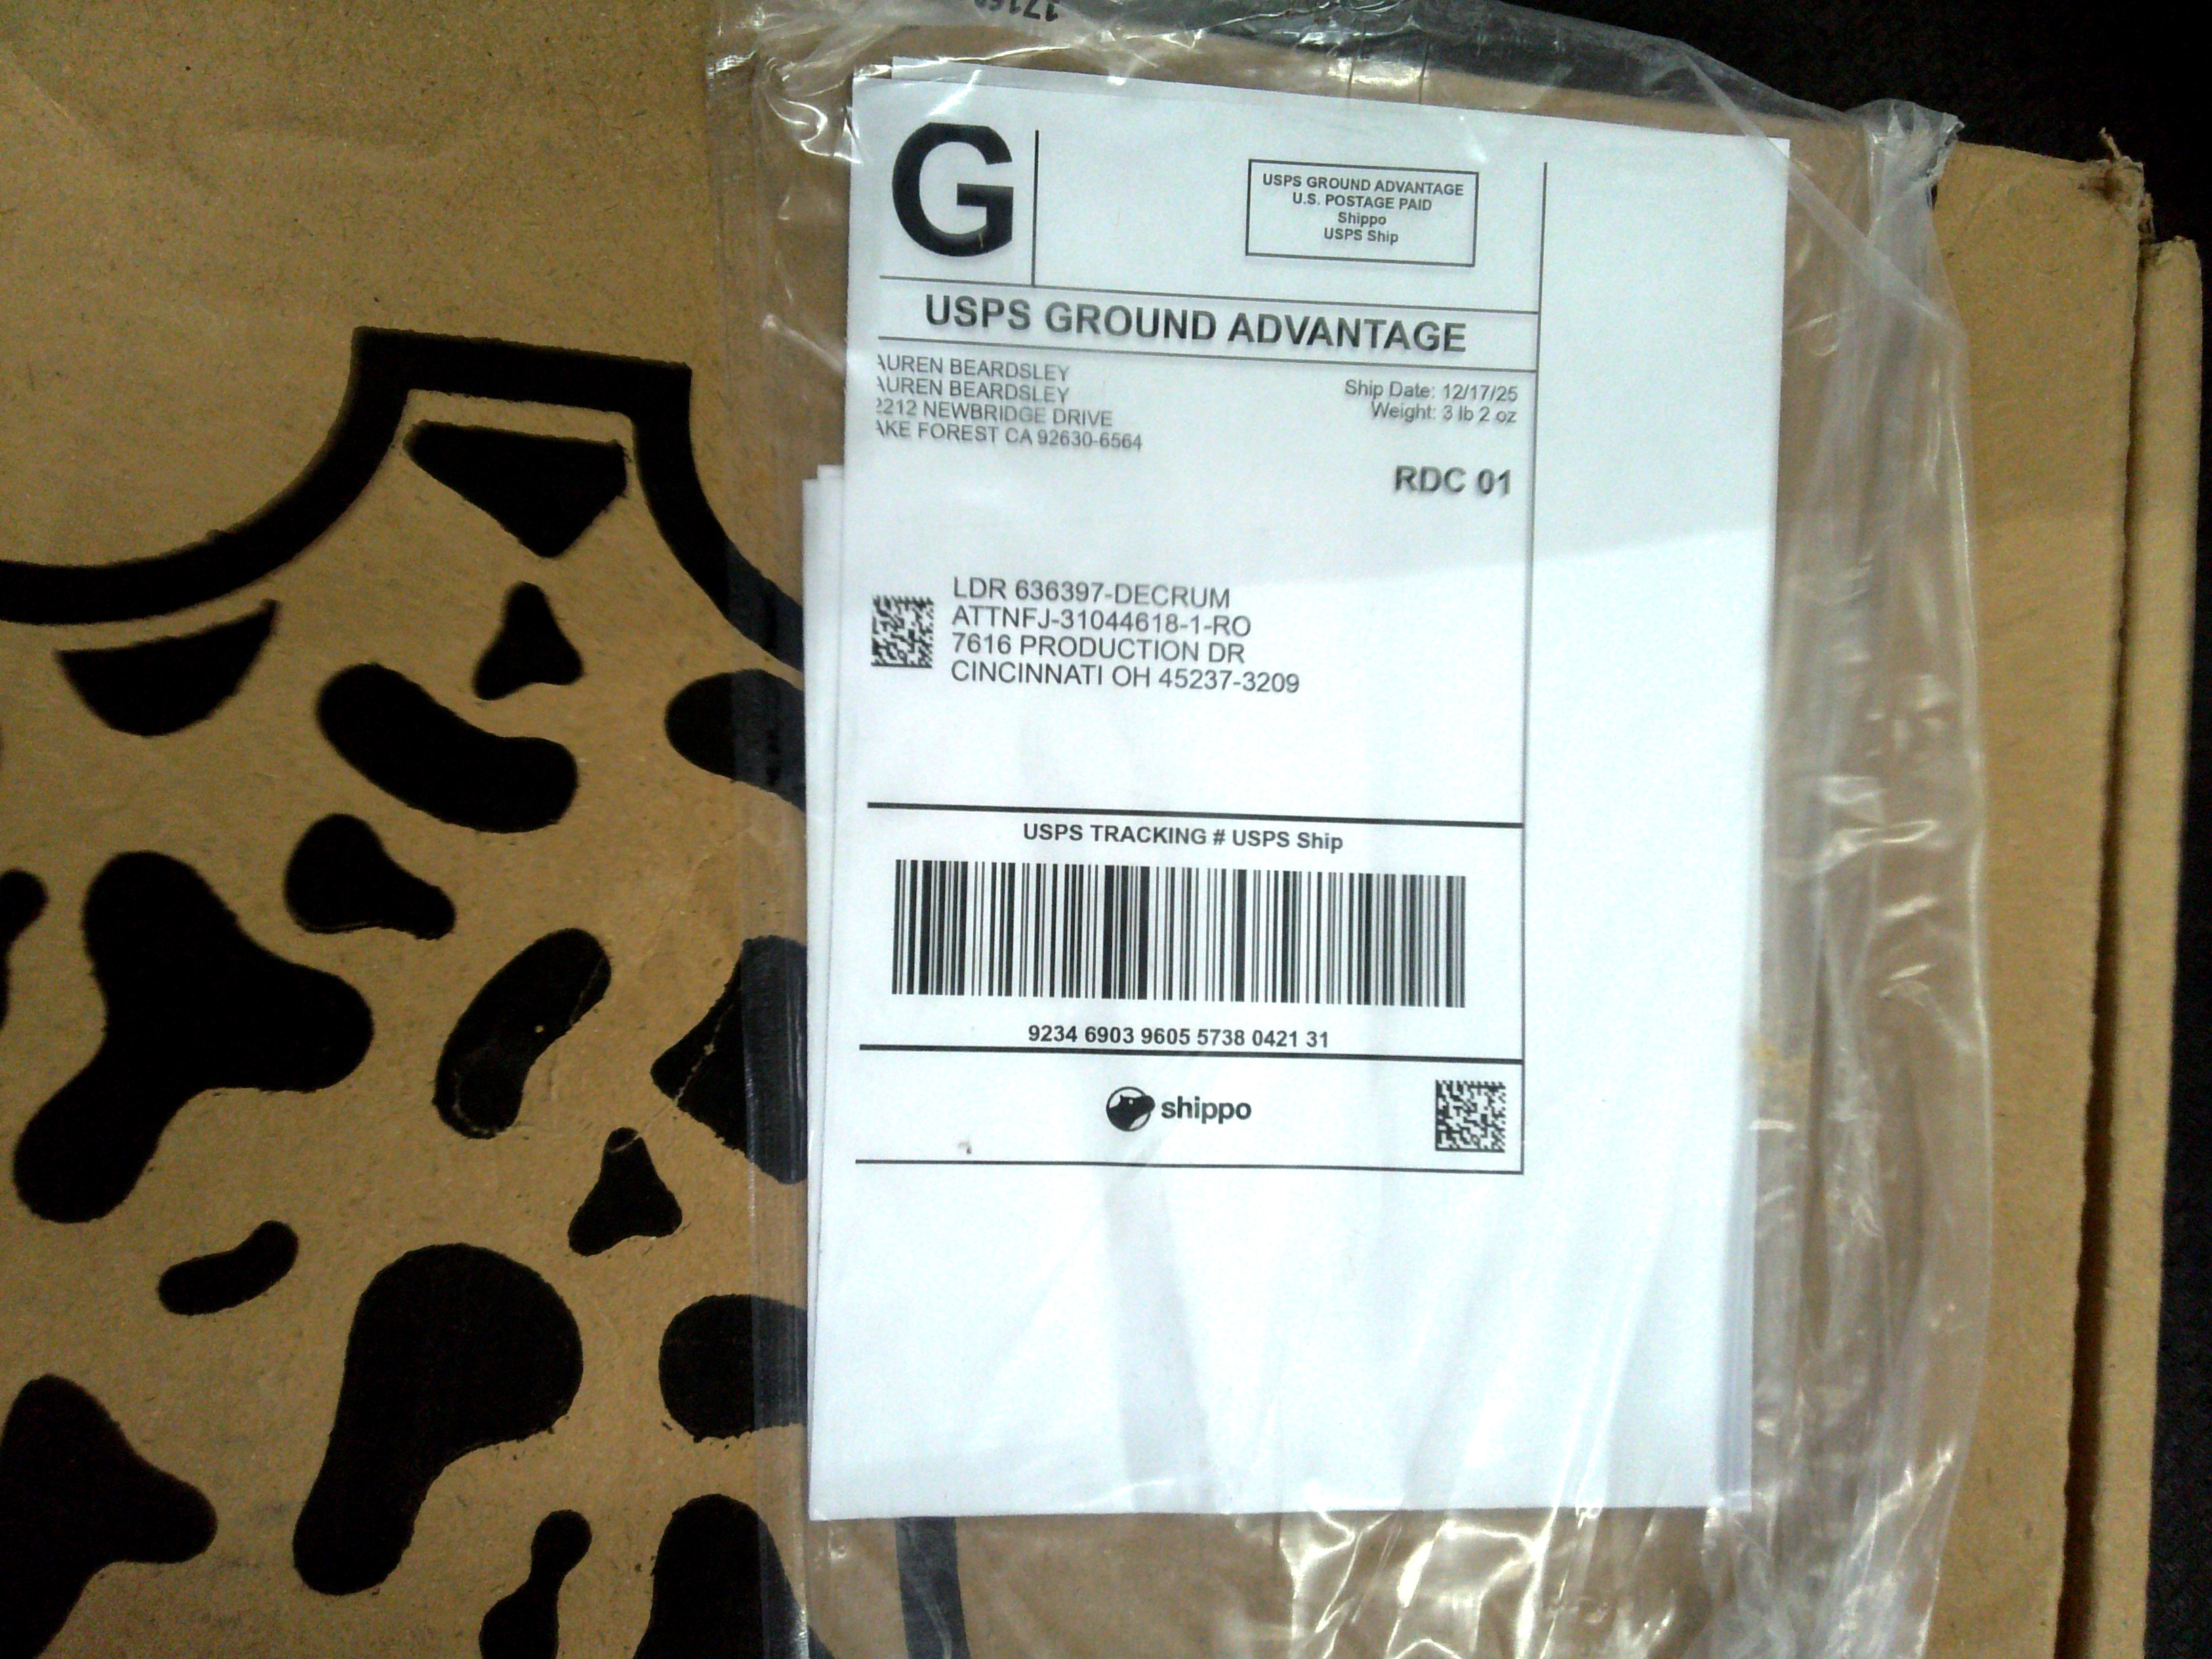 G
USPS GROUND ADVANTAGE
U.S. POSTAGE PAID
Shippo
USPS Ship
USPS GROUND ADVANTAGE
AUREN BEARDSLEY
AUREN BEARDSLEY
2212 NEWBRIDGE DRIVE
AKE FOREST CA 92630-6564
Ship Date: 12/17/25
Weight: 3 lb 2 oz
RDC 01
LDR 636397-DECRUM
ATTNFJ-31044618-1-RO
7616 PRODUCTION DR
CINCINNATI OH 45237-3209
USPS TRACKING # USPS Ship
9234 6903 9605 5738 0421 31
shippo